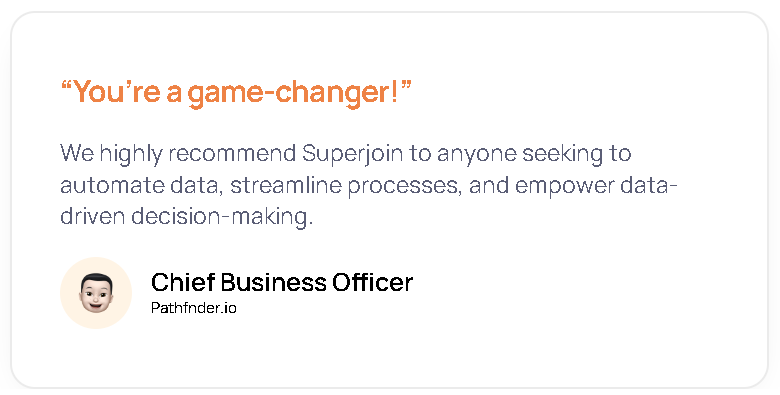 “You’re a game-changer!”
We highly recommend Superjoin to anyone seeking to
automate data, streamline processes, and empower data-
driven decision-making.
Chief Business Officer
Pathfnder.io